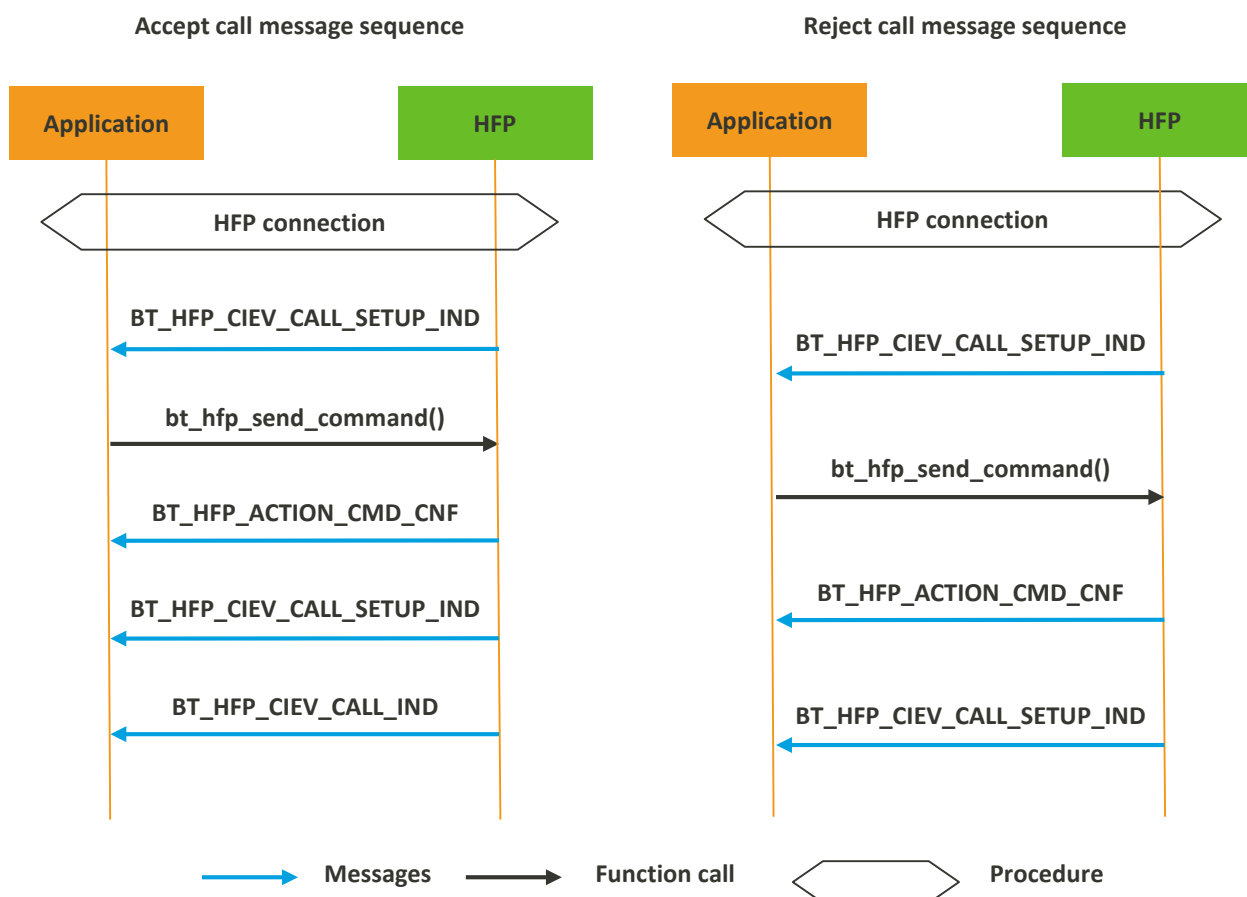 Accept call message sequence
Reject call message sequence
Application
HFP
Application
HFP
HFP connection
HFP connection
BT_HFP_CIEV_CALL_SETUP_IND
BT_HFP_CIEV_CALL_SETUP_IND
bt_hfp_send_command()
bt_hfp_send_command()
BT_HFP_ACTION_CMD_CNF
BT_HFP_ACTION_CMD_CNF
BT_HFP_CIEV_CALL_SETUP_IND
BT_HFP_CIEV_CALL_IND
BT_HFP_CIEV_CALL_SETUP_IND
Messages
Function call
Procedure